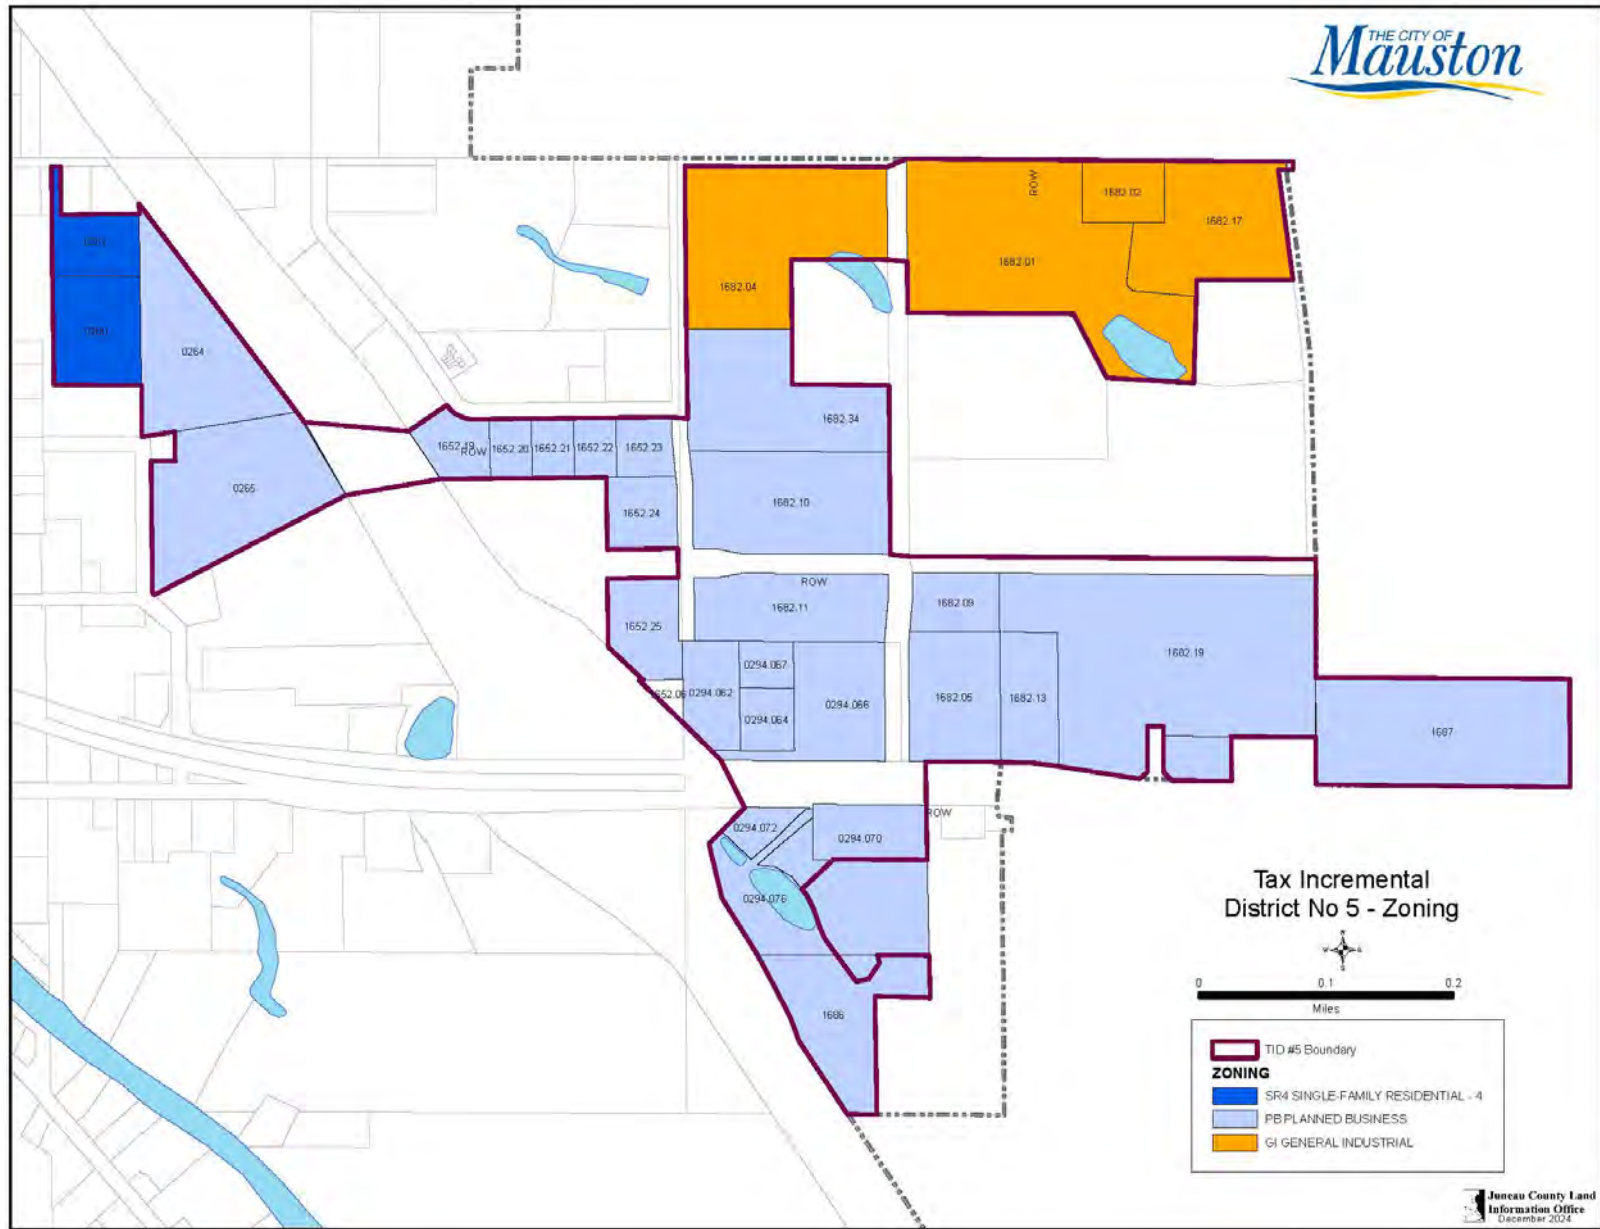 THE CITY OF
Mauston
ROW
1682.02
1682.17
1682.01
1682.04
0264
1682.34
1652.19
ROW
1652.20
1652.21
1652.22
1652.23
0265
1682.10
1652.24
ROW
1682.11
1682.09
1652.25
1682.19
0294.067
0294.062
1682.05
1682.13
0294.066
0294.064
1687
ROW
0294.072
0294.070
0294.076
1686
Tax Incremental
District No 5 - Zoning
N
W E
S
0 0.1 0.2
Miles
TID #5 Boundary
ZONING
SR4 SINGLE-FAMILY RESIDENTIAL - 4
PB PLANNED BUSINESS
GI GENERAL INDUSTRIAL
Juneau County Land
Information Office
December 2024